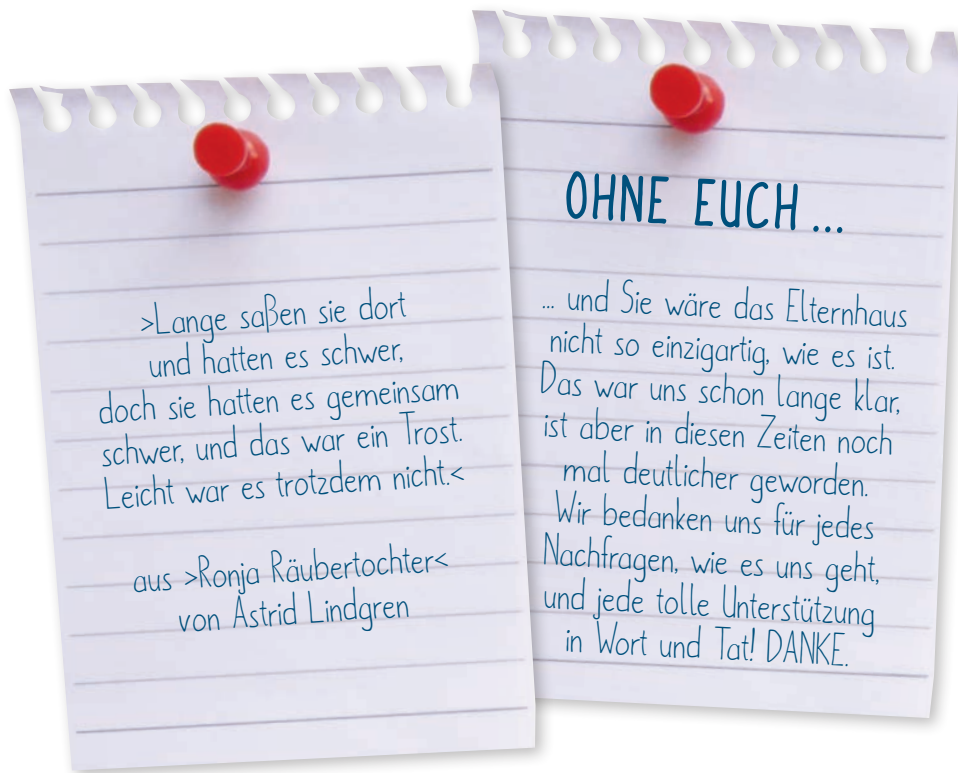 >Lange saßen sie dort
und hatten es schwer,
doch sie hatten es gemeinsam
schwer, und das war ein Trost.
Leicht war es trotzdem nicht.<
aus >Ronja Räubertochter<
von Astrid Lindgren
OHNE EUCH ...
... und Sie wäre das Elternhaus
nicht so einzigartig, wie es ist.
Das war uns schon lange klar,
ist aber in diesen Zeiten noch
mal deutlicher geworden.
Wir bedanken uns für jedes
Nachfragen, wie es uns geht,
und jede tolle Unterstützung
in Wort und Tat! DANKE.